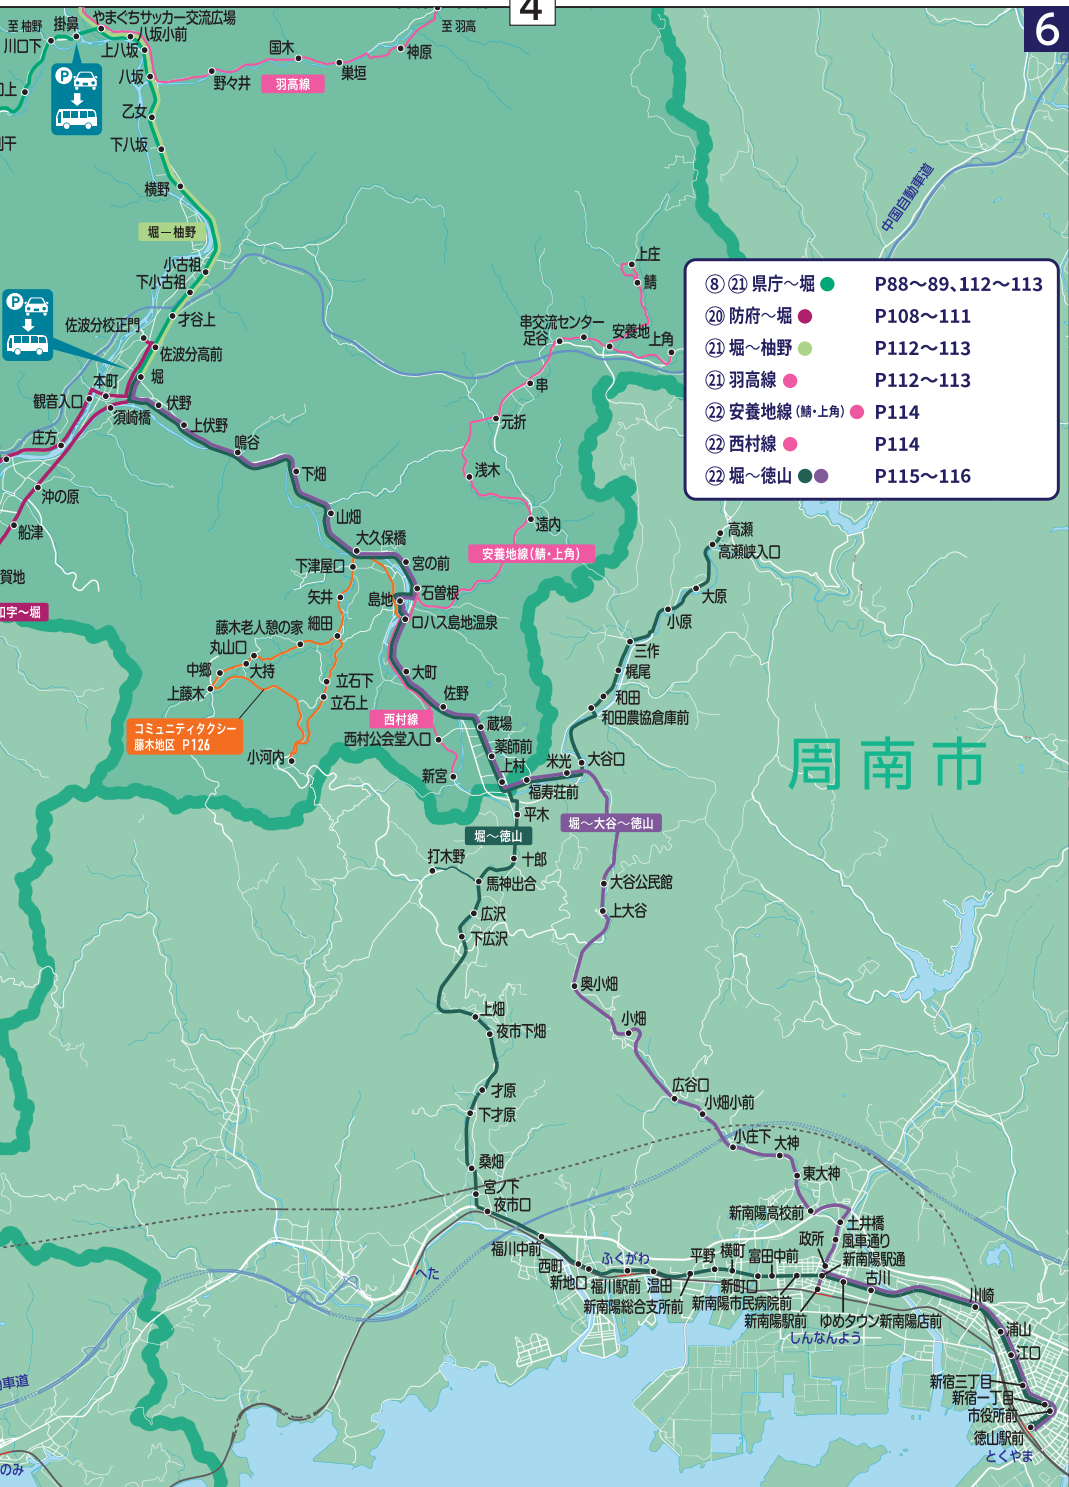 4
6
至 柚野
掛鼻
やまぐちサッカー交流広場
川口下
八坂小前
上八坂
至 羽高
神原
国木
巣垣
野々井
羽高線
八坂
P
乙女
下八坂
横野
堀ー柚野
中国自動車道
小古祖
下小古祖
才谷上
佐波分校正門
佐波分高前
P
堀
本町
観音入口
須崎橋
伏野
上伏野
庄方
鳴谷
沖の原
船津
下畑
山畑
上庄
鯖
串交流センター
足谷
安養地
上角
串
元折
浅木
遠内
安養地線(鯖・上角)
⑧㉑県庁〜堀 P88〜89、112〜113
⑳防府〜堀 P108〜111
㉑堀〜柚野 P112〜113
㉑羽高線 P112〜113
㉒安養地線(鯖・上角) P114
㉒西村線 P114
㉒堀〜徳山 P115〜116
大久保橋
下津屋口
宮の前
石曽根
矢井
島地
ロハス島地温泉
細田
藤木老人憩の家
丸山口
大持
中郷
上藤木
立石下
立石上
大町
佐野
コミュニティタクシー
藤木地区 P126
小河内
西村線
西村公会堂入口
新宮
蔵場
薬師前
上村
福寿荘前
米光
大谷口
高瀬
高瀬峡入口
大原
小原
三作
梶尾
和田
和田農協倉庫前
周南市
平木
堀〜徳山
堀〜大谷〜徳山
打木野
十郎
馬神出合
広沢
下広沢
大谷公民館
上大谷
奥小畑
小畑
上畑
夜市下畑
才原
下才原
桑畑
宮ノ下
夜市口
広谷口
小畑小前
小庄下
大神
東大神
新南陽高校前
土井橋
風車通り
政所
新南陽駅通
福川中前
西町
新地口
ふくがわ
福川駅前
温田
新南陽総合支所前
平野
横町
富田中前
新町口
新南陽市民病院前
新南陽駅前
しんなんよう
古川
ゆめタウン新南陽店前
へた
川崎
浦山
江口
新宿三丁目
新宿一丁目
市役所前
徳山駅前
とくやま
賀地
車道
のみ